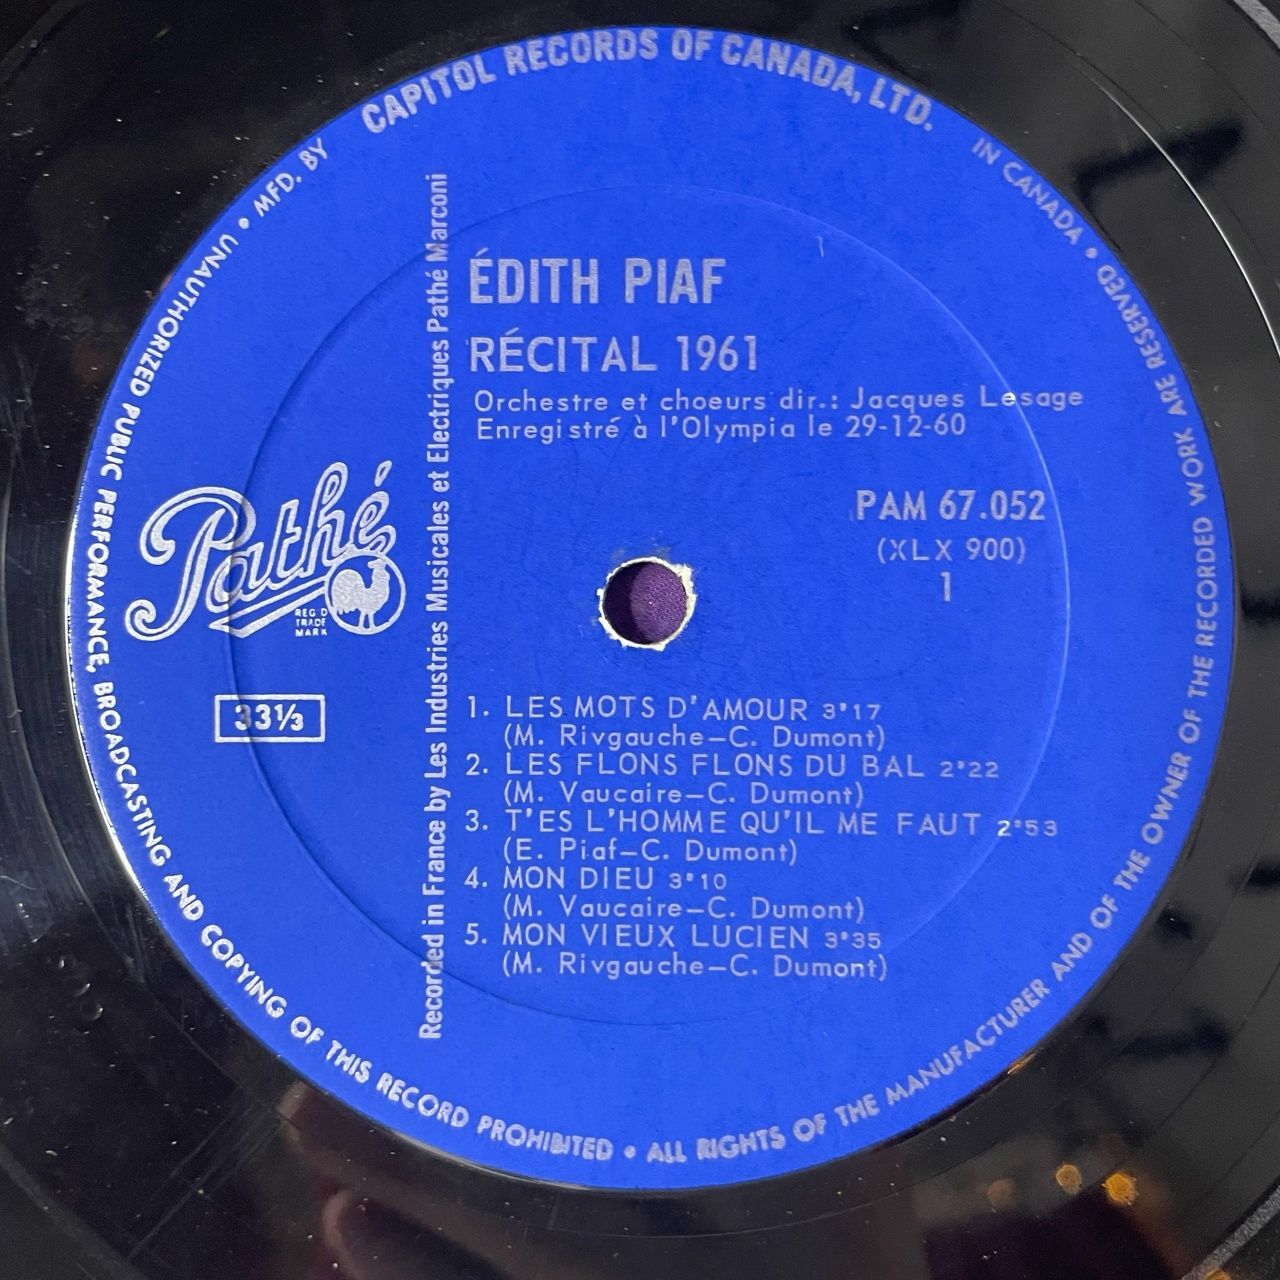 MFD. BY CAPITOL RECORDS OF CANADA, LTD. IN CANADA • UNAUTHORIZED PUBLIC PERFORMANCE, BROADCASTING AND COPYING OF THIS RECORD PROHIBITED • ALL RIGHTS OF THE MANUFACTURER AND OF THE OWNER OF THE RECORDED WORK ARE RESERVED •
Recorded in France by Les Industries Musicales et Electriques Pathé Marconi
ÉDITH PIAF
RÉCITAL 1961
Orchestre et choeurs dir.: Jacques Lesage
Enregistré à l'Olympia le 29-12-60
PAM 67.052
(XLX 900)
1
Pathé
REG'D
TRADE
MARK
33⅓
1. LES MOTS D'AMOUR 3'17
(M. Rivgauche–C. Dumont)
2. LES FLONS FLONS DU BAL 2'22
(M. Vaucaire–C. Dumont)
3. T'ES L'HOMME QU'IL ME FAUT 2'53
(E. Piaf–C. Dumont)
4. MON DIEU 3'10
(M. Vaucaire–C. Dumont)
5. MON VIEUX LUCIEN 3'35
(M. Rivgauche–C. Dumont)